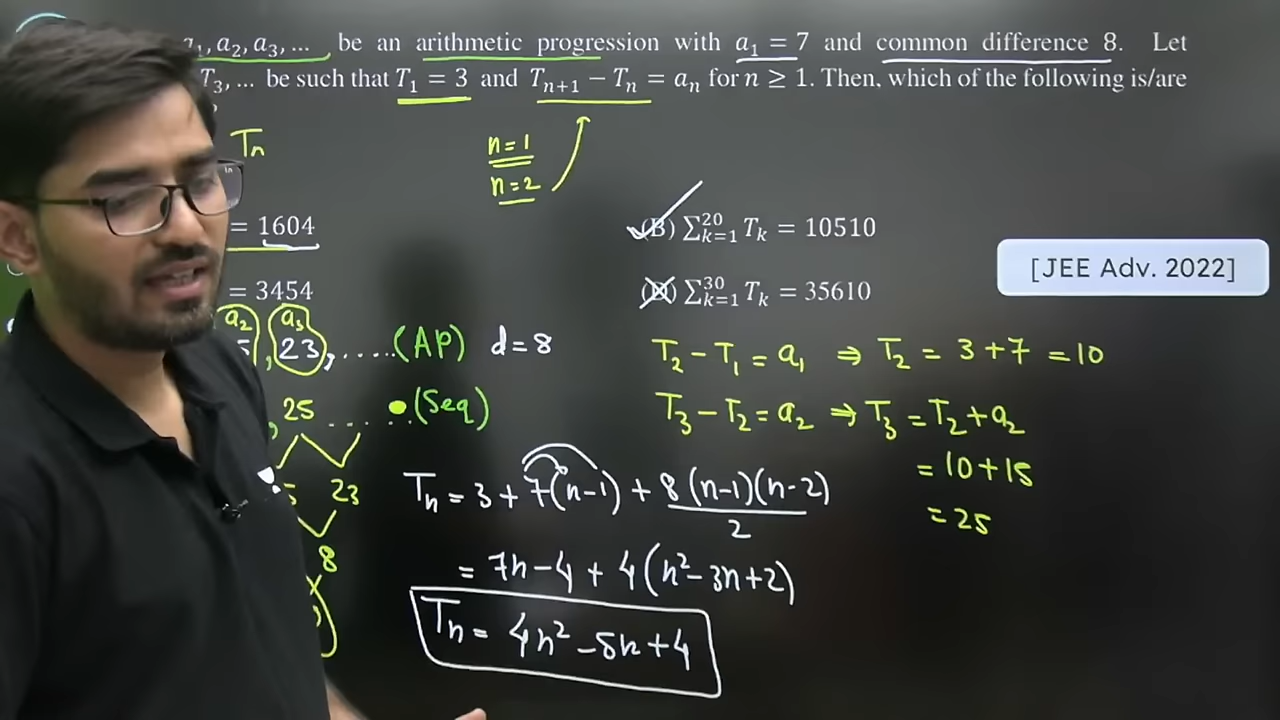 a₁, a₂, a₃, ... be an arithmetic progression with a₁ = 7 and common difference 8. Let
T₃, ... be such that T₁ = 3 and Tₙ₊₁ − Tₙ = aₙ for n ≥ 1. Then, which of the following is/are
Tn
n=1
n=2
= 1604
(B) ∑²⁰ₖ₌₁ Tₖ = 10510
[JEE Adv. 2022]
= 3454
∑³⁰ₖ₌₁ Tₖ = 35610
a₂ a₃
5, 23, ..... (AP) d = 8
, 25 ...... (Seq)
5 23
8
T₂ − T₁ = a₁ ⇒ T₂ = 3 + 7 = 10
T₃ − T₂ = a₂ ⇒ T₃ = T₂ + a₂
= 10 + 15
= 25
Tn = 3 + 7(n−1) + 8(n−1)(n−2)/2
= 7n − 4 + 4(n² − 3n + 2)
Tn = 4n² − 5n + 4